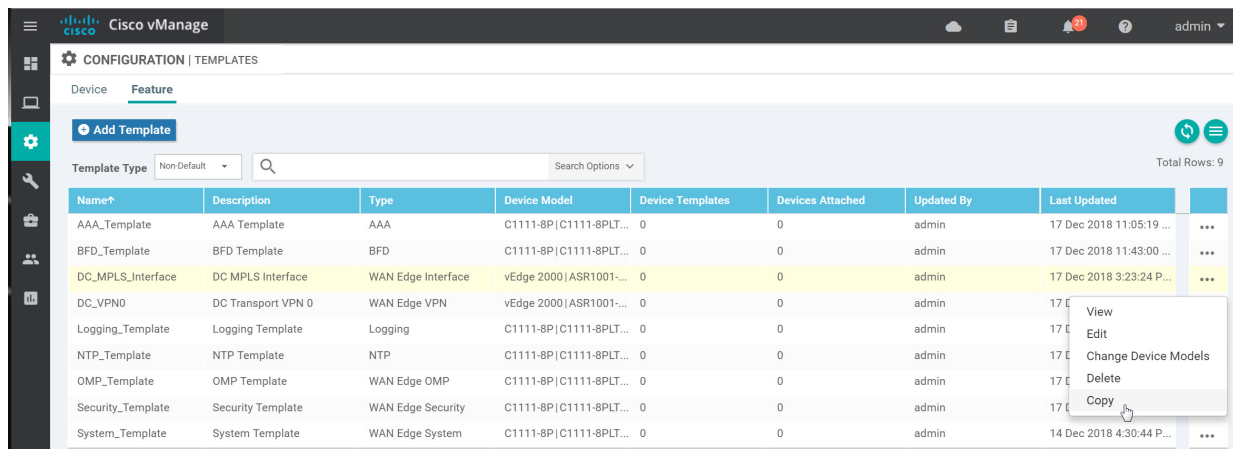 CISCO Cisco vManage 21 admin
CONFIGURATION | TEMPLATES
Device Feature
Add Template
Template Type Non-Default Search Options Total Rows: 9
Name↑ Description Type Device Model Device Templates Devices Attached Updated By Last Updated
AAA_Template AAA Template AAA C1111-8P|C1111-8PLT... 0 0 admin 17 Dec 2018 11:05:19 ...
BFD_Template BFD Template BFD C1111-8P|C1111-8PLT... 0 0 admin 17 Dec 2018 11:43:00 ...
DC_MPLS_Interface DC MPLS Interface WAN Edge Interface vEdge 2000|ASR1001-... 0 0 admin 17 Dec 2018 3:23:24 P...
DC_VPN0 DC Transport VPN 0 WAN Edge VPN vEdge 2000|ASR1001-... 0 0 admin 17
Logging_Template Logging Template Logging C1111-8P|C1111-8PLT... 0 0 admin 17
NTP_Template NTP Template NTP C1111-8P|C1111-8PLT... 0 0 admin 17
OMP_Template OMP Template WAN Edge OMP C1111-8P|C1111-8PLT... 0 0 admin 17
Security_Template Security Template WAN Edge Security C1111-8P|C1111-8PLT... 0 0 admin 17
System_Template System Template WAN Edge System C1111-8P|C1111-8PLT... 0 0 admin 14 Dec 2018 4:30:44 P...
View
Edit
Change Device Models
Delete
Copy